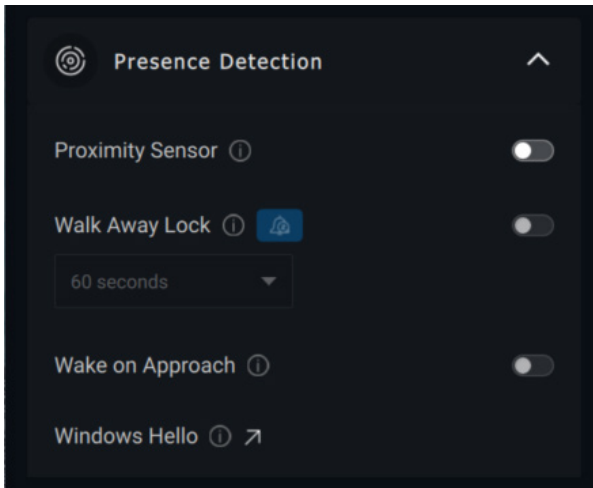 Presence Detection
Proximity Sensor
Walk Away Lock
60 seconds
Wake on Approach
Windows Hello